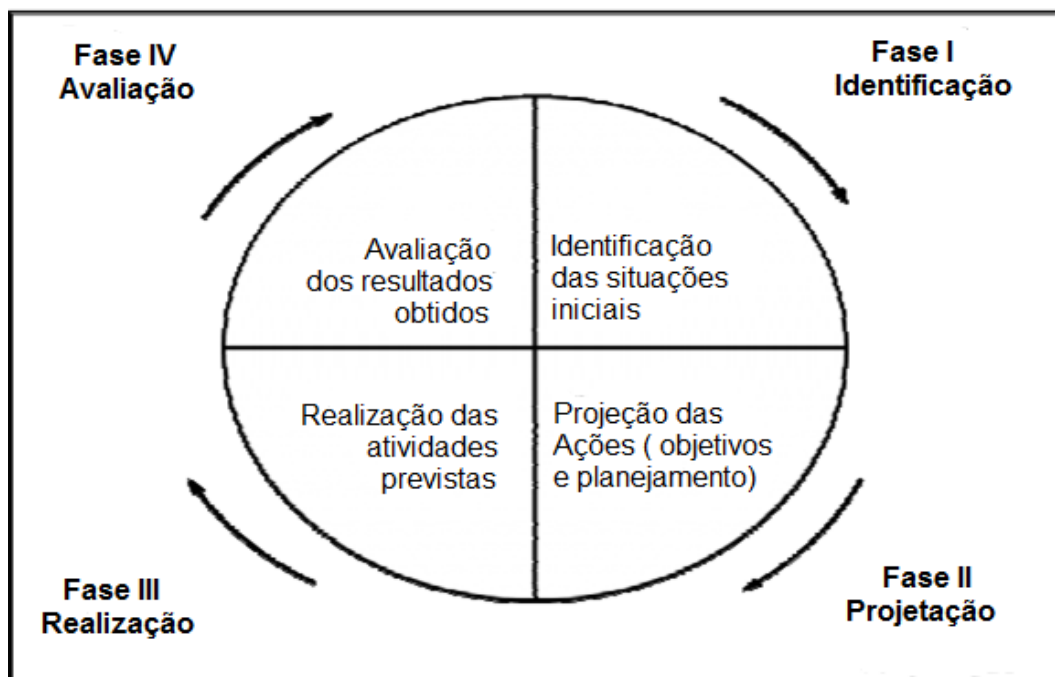 Fase IV
Avaliação
Fase I
Identificação
Avaliação
dos resultados
obtidos
Identificação
das situações
iniciais
Realização das
atividades
previstas
Projeção das
Ações ( objetivos
e planejamento)
Fase III
Realização
Fase II
Projetação